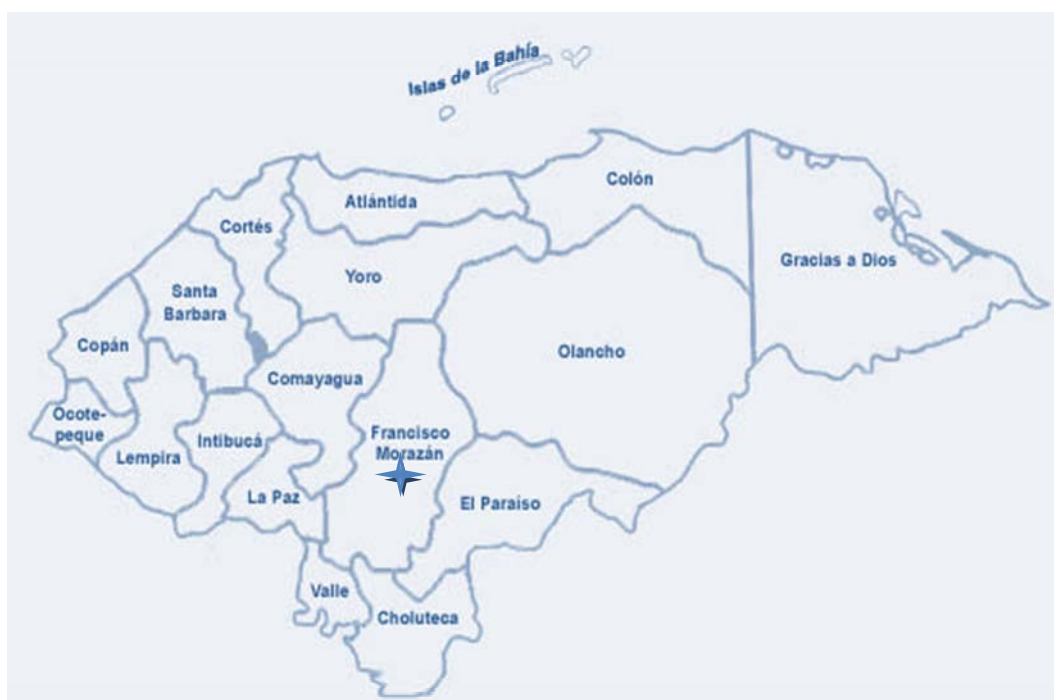 Islas de la Bahía
Colón
Atlántida
Cortés
Gracias a Dios
Yoro
Santa
Barbara
Copán
Olancho
Comayagua
Ocote-
peque
Francisco
Morazán
Intibucá
Lempira
La Paz
El Paraiso
Valle
Choluteca